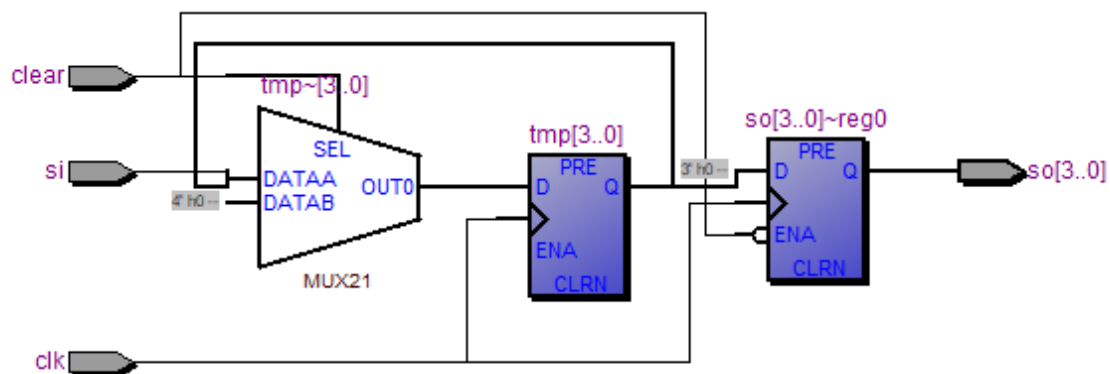 clear
tmp~[3..0]
SEL
si
DATAA
OUT0
4' h0 --
DATAB
MUX21
tmp[3..0]
PRE
D
Q
ENA
CLRN
so[3..0]~reg0
3' h0 --
PRE
D
Q
ENA
CLRN
so[3..0]
clk